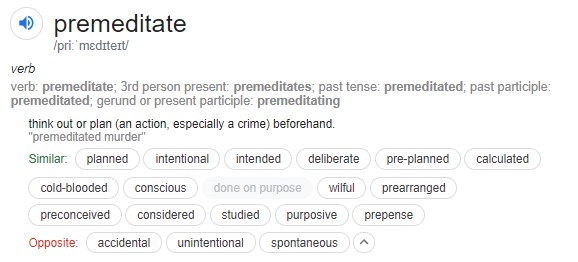 premeditate
/priːˈmɛdɪteɪt/
verb
verb: premeditate; 3rd person present: premeditates; past tense: premeditated; past participle:
premeditated; gerund or present participle: premeditating
think out or plan (an action, especially a crime) beforehand.
"premeditated murder"
Similar: planned intentional intended deliberate pre-planned calculated
cold-blooded conscious done on purpose wilful prearranged
preconceived considered studied purposive prepense
Opposite: accidental unintentional spontaneous